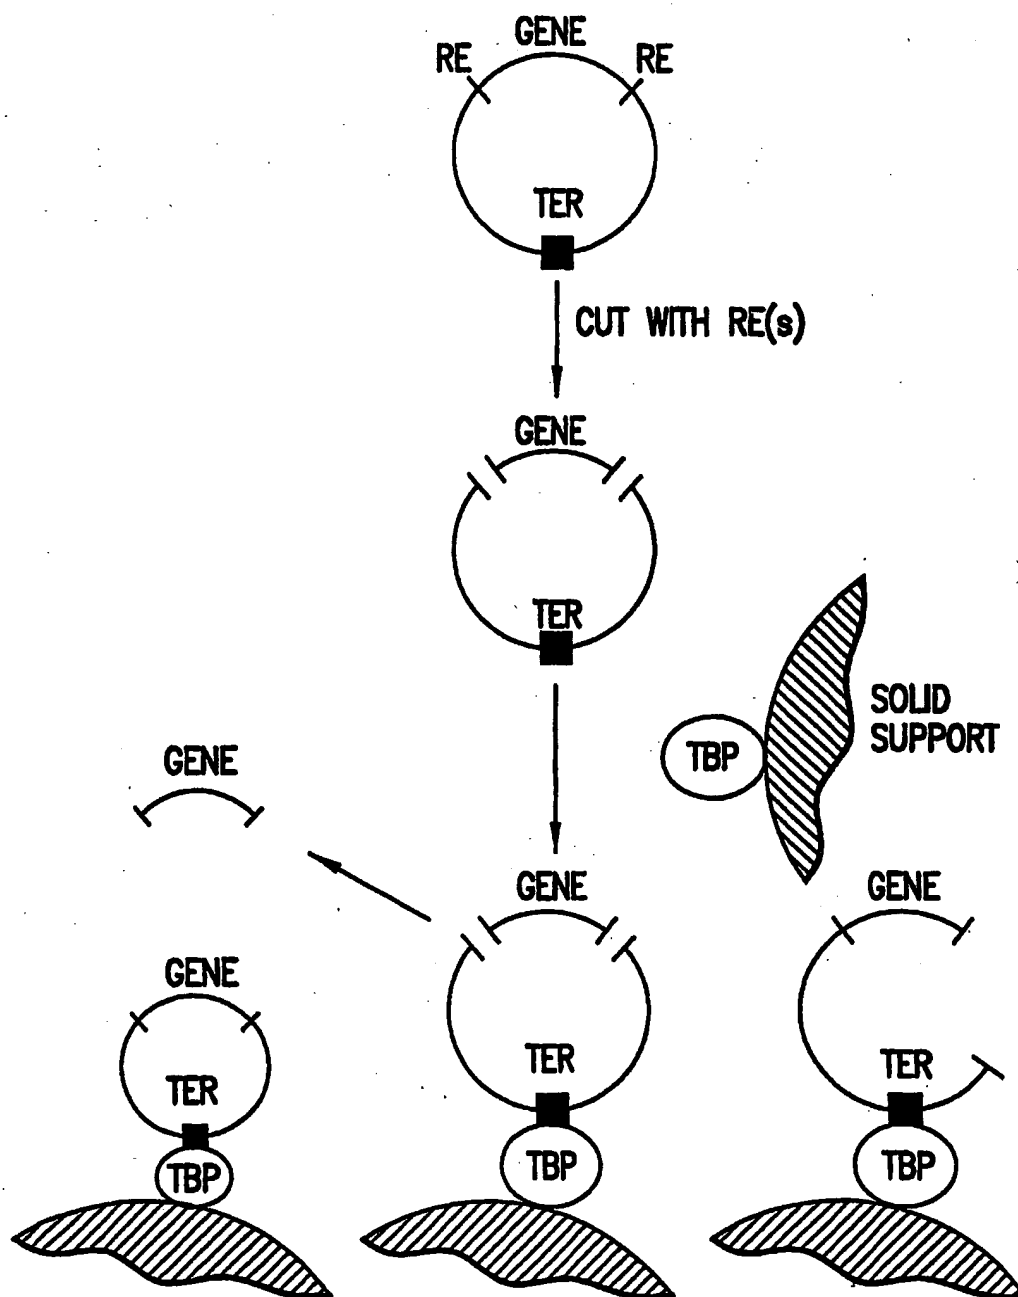 GENE
RE
RE
TER
CUT WITH RE(s)
GENE
TER
SOLID
SUPPORT
TBP
GENE
GENE
GENE
GENE
TER
TER
TER
TBP
TBP
TBP